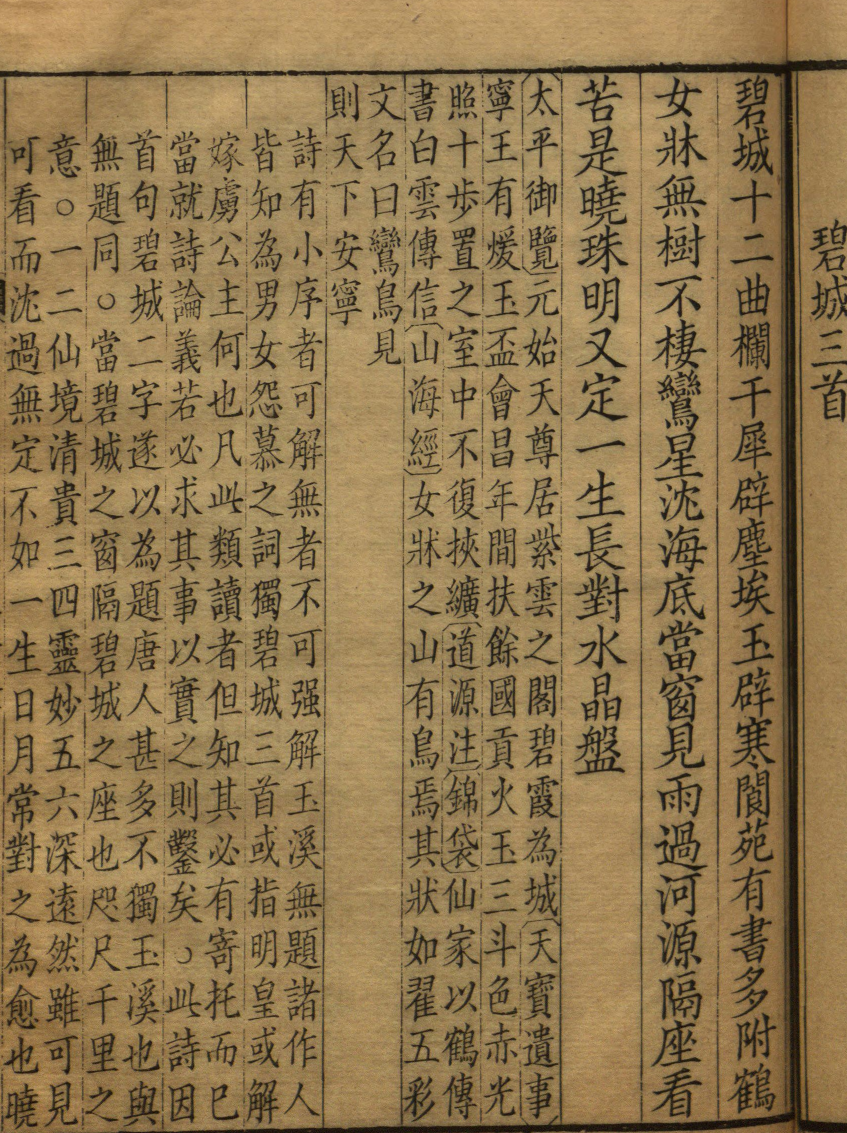 碧城三首
碧城十二曲欄干犀辟塵埃玉辟寒閬苑有書多附鶴
女牀無樹不棲鸞星沈海底當窗見雨過河源隔座看
若是曉珠明又定一生長對水晶盤
太平御覽元始天尊居紫雲之閣碧霞為城天寶遺事
寧王有煖玉盃會昌年間扶餘國貢火玉三斗色赤光
照十步置之室中不復挾纊道源注錦袋仙家以鶴傳
書白雲傳信山海經女牀之山有鳥焉其狀如翟五彩
文名曰鸞鳥見
則天下安寧
詩有小序者可解無者不可强解玉溪無題諸作人
皆知為男女怨慕之詞獨碧城三首或指明皇或解
嫁虜公主何也凡此類讀者但知其必有寄托而已
當就詩論義若必求其事以實之則鑿矣○此詩因
首句碧城二字遂以為題唐人甚多不獨玉溪也與
無題同○當碧城之窗隔碧城之座也咫尺千里之
意○一二仙境清貴三四靈妙五六深遠然雖可見
可看而沈過無定不如一生日月常對之為愈也曉